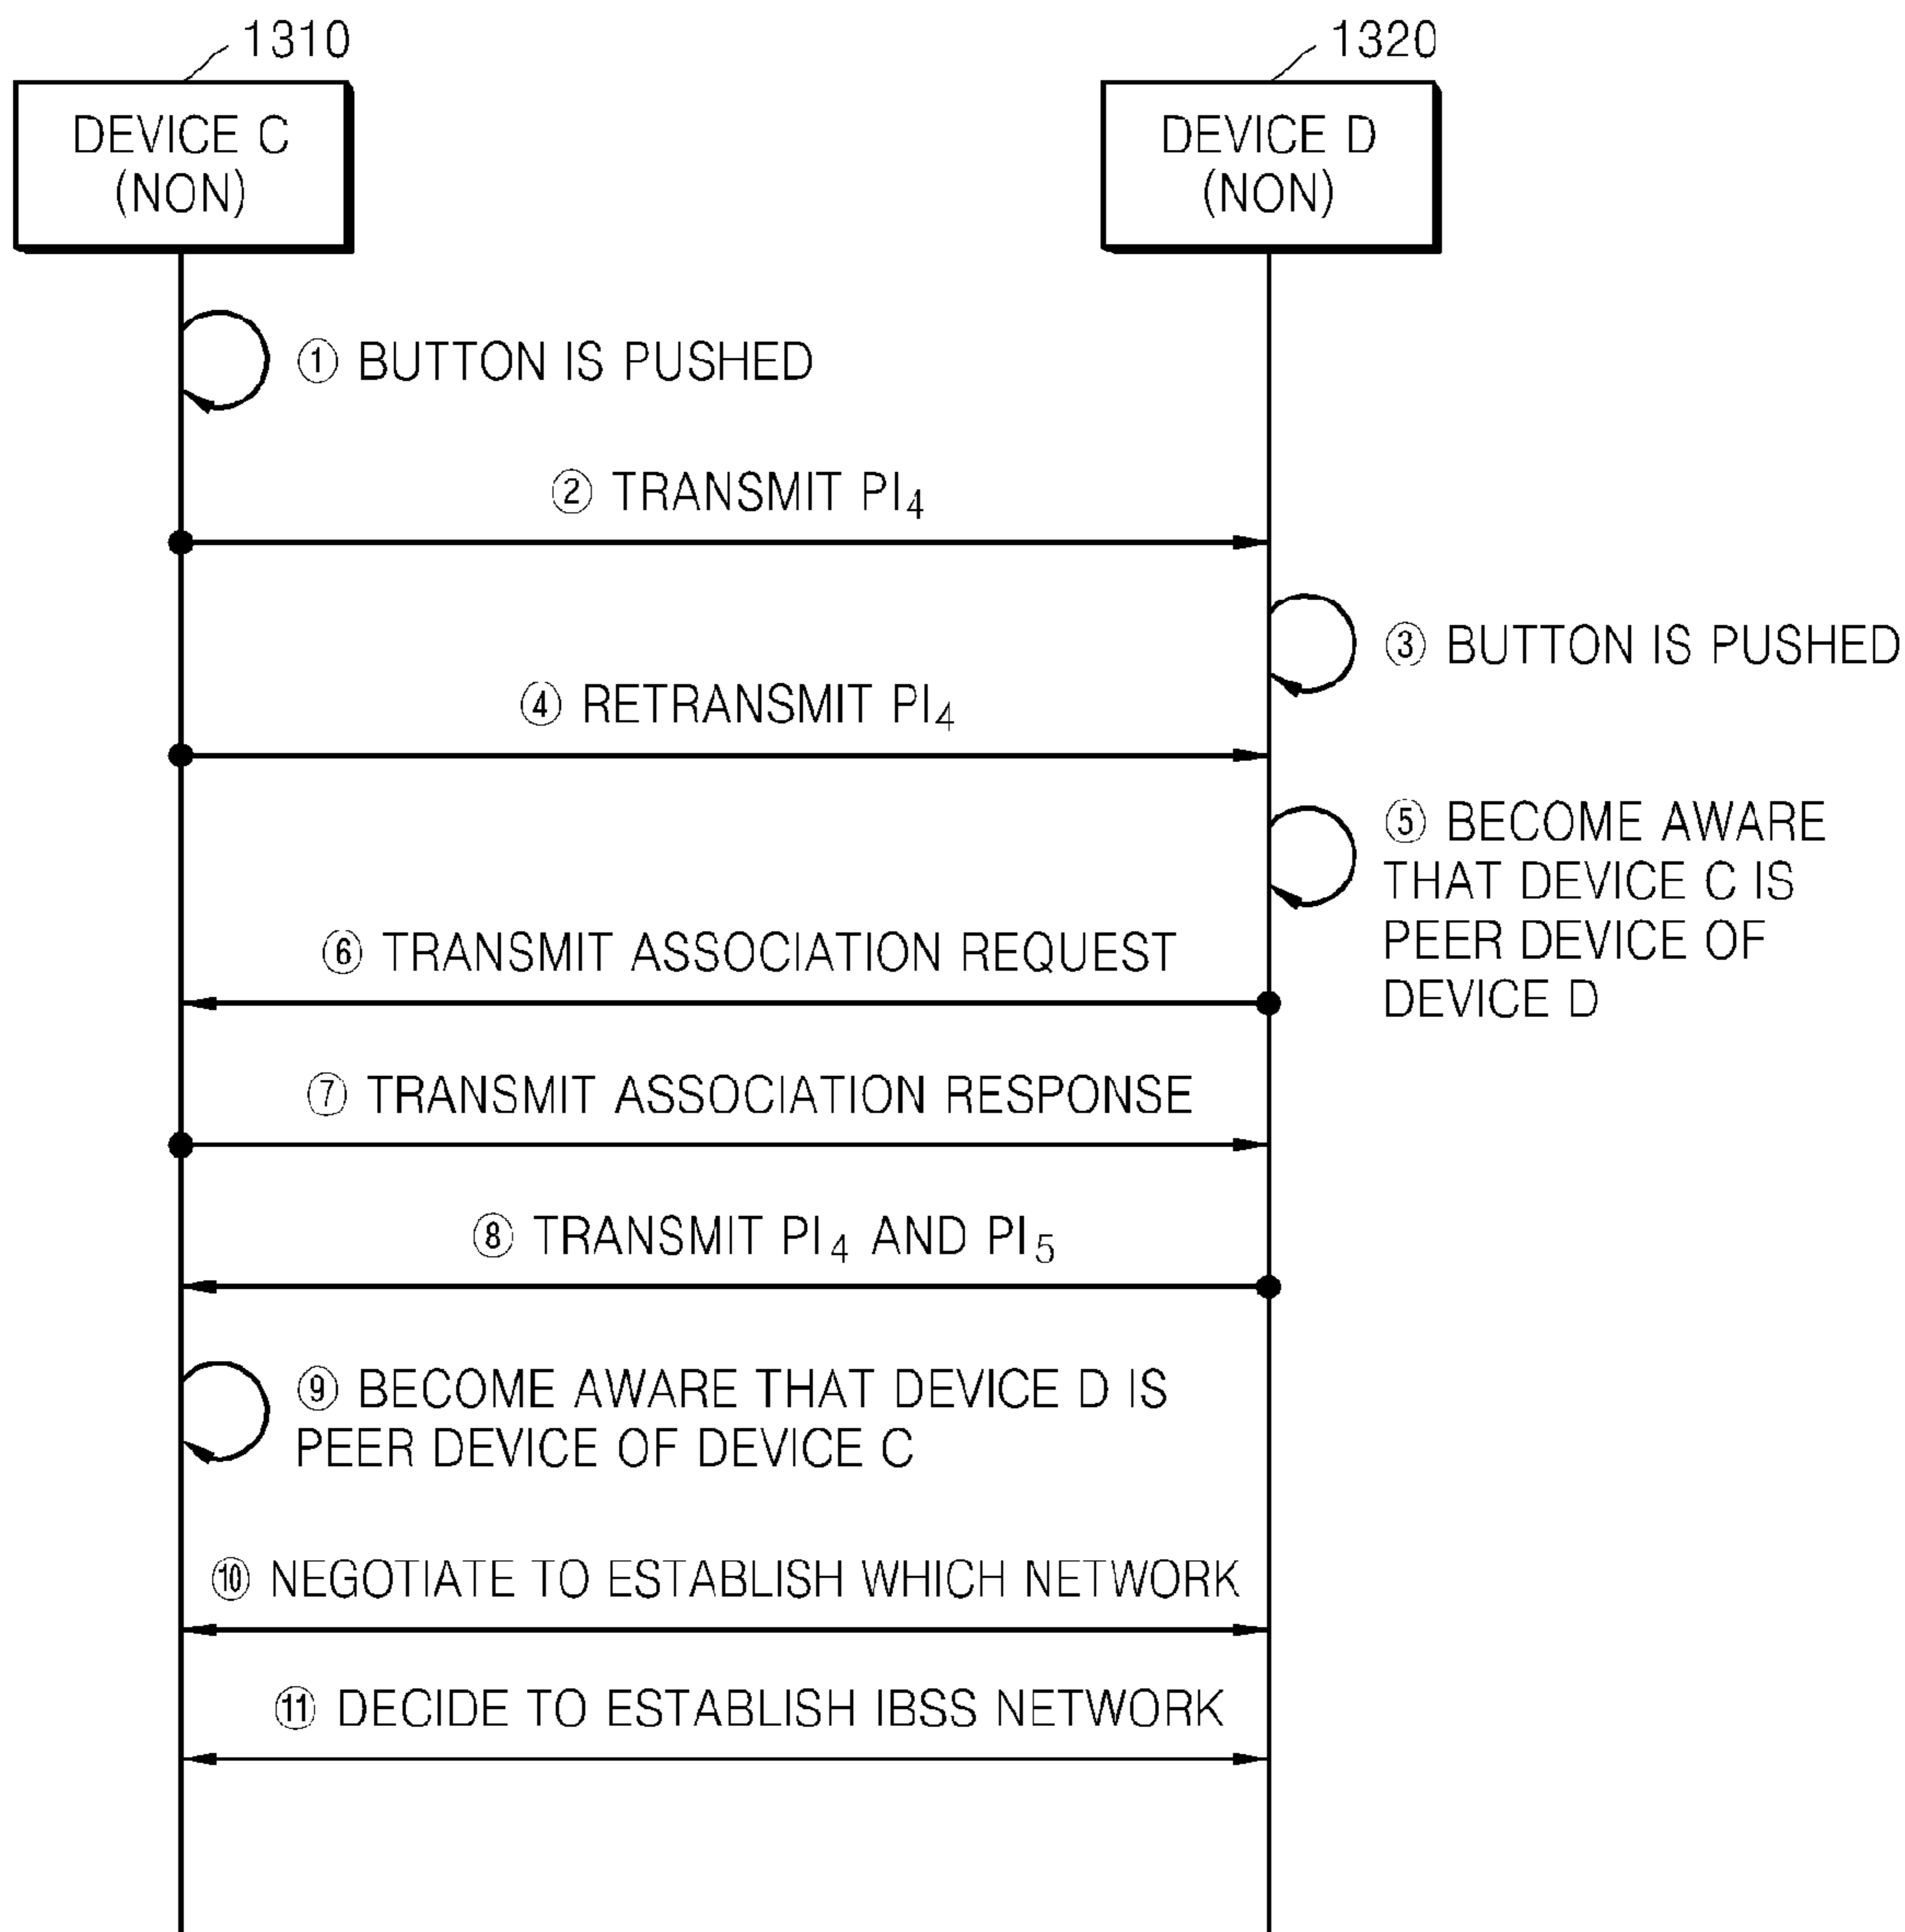 1310
1320
DEVICE C
(NON)
DEVICE D
(NON)
① BUTTON IS PUSHED
② TRANSMIT PI₄
③ BUTTON IS PUSHED
④ RETRANSMIT PI₄
⑤ BECOME AWARE
THAT DEVICE C IS
PEER DEVICE OF
DEVICE D
⑥ TRANSMIT ASSOCIATION REQUEST
⑦ TRANSMIT ASSOCIATION RESPONSE
⑧ TRANSMIT PI₄ AND PI₅
⑨ BECOME AWARE THAT DEVICE D IS
PEER DEVICE OF DEVICE C
⑩ NEGOTIATE TO ESTABLISH WHICH NETWORK
⑪ DECIDE TO ESTABLISH IBSS NETWORK